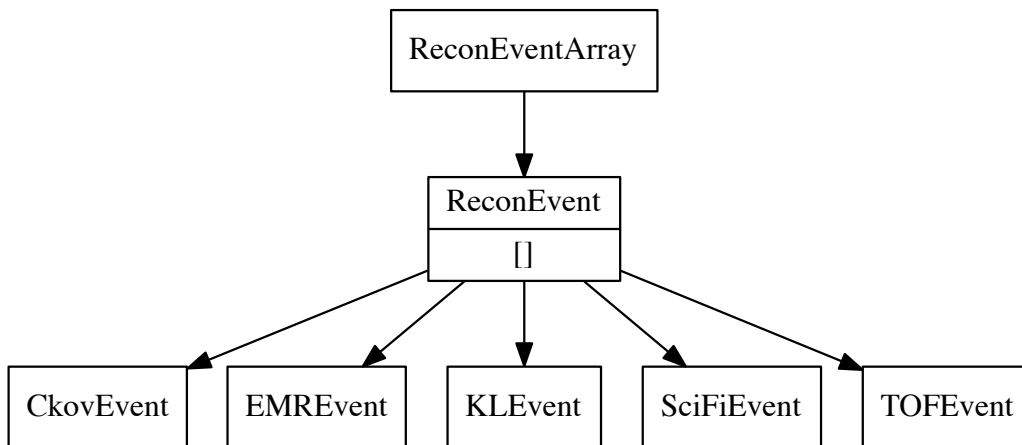 ReconEventArray
ReconEvent
[]
CkovEvent
EMREvent
KLEvent
SciFiEvent
TOFEvent